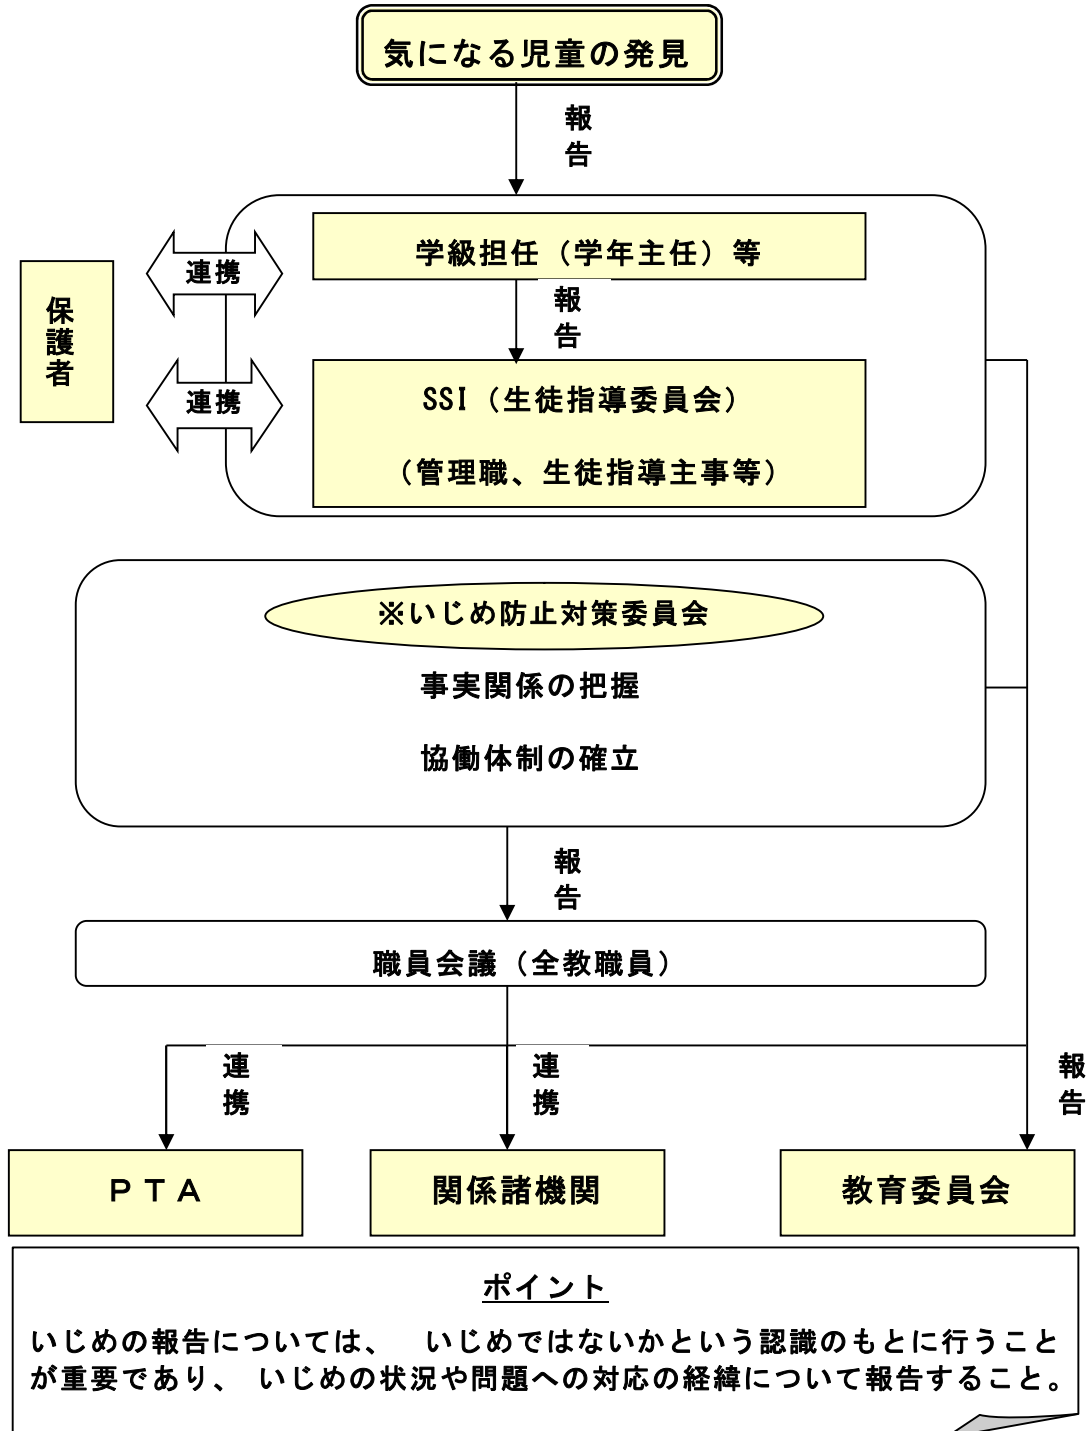 気になる児童の発見
報告
学級担任（学年主任）等
連携
報告
保護者
SSI（生徒指導委員会）
連携
（管理職、生徒指導主事等）
※いじめ防止対策委員会
事実関係の把握
協働体制の確立
報告
職員会議（全教職員）
連携
連携
報告
ＰＴＡ
関係諸機関
教育委員会
ポイント
いじめの報告については、　いじめではないかという認識のもとに行うこと
が重要であり、　いじめの状況や問題への対応の経緯について報告すること。